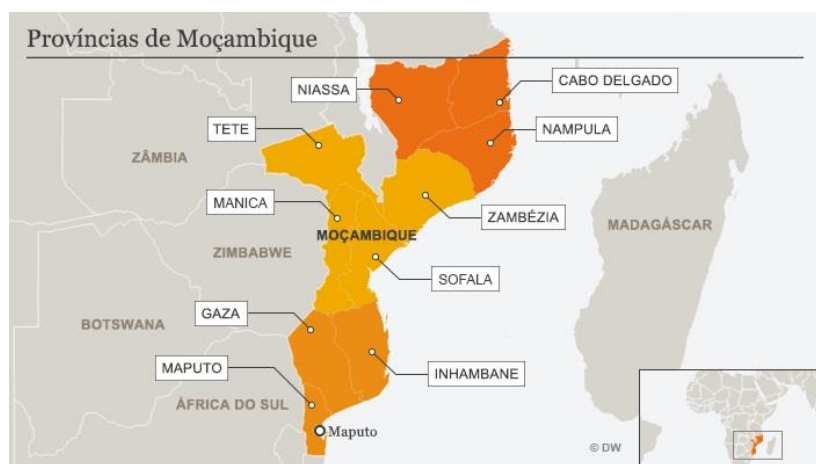 Províncias de Moçambique
NIASSA
CABO DELGADO
TETE
NAMPULA
ZÂMBIA
MANICA
ZAMBÉZIA
MOÇAMBIQUE
MADAGÁSCAR
ZIMBABWE
SOFALA
GAZA
BOTSWANA
MAPUTO
INHAMBANE
ÁFRICA DO SUL
Maputo
© DW